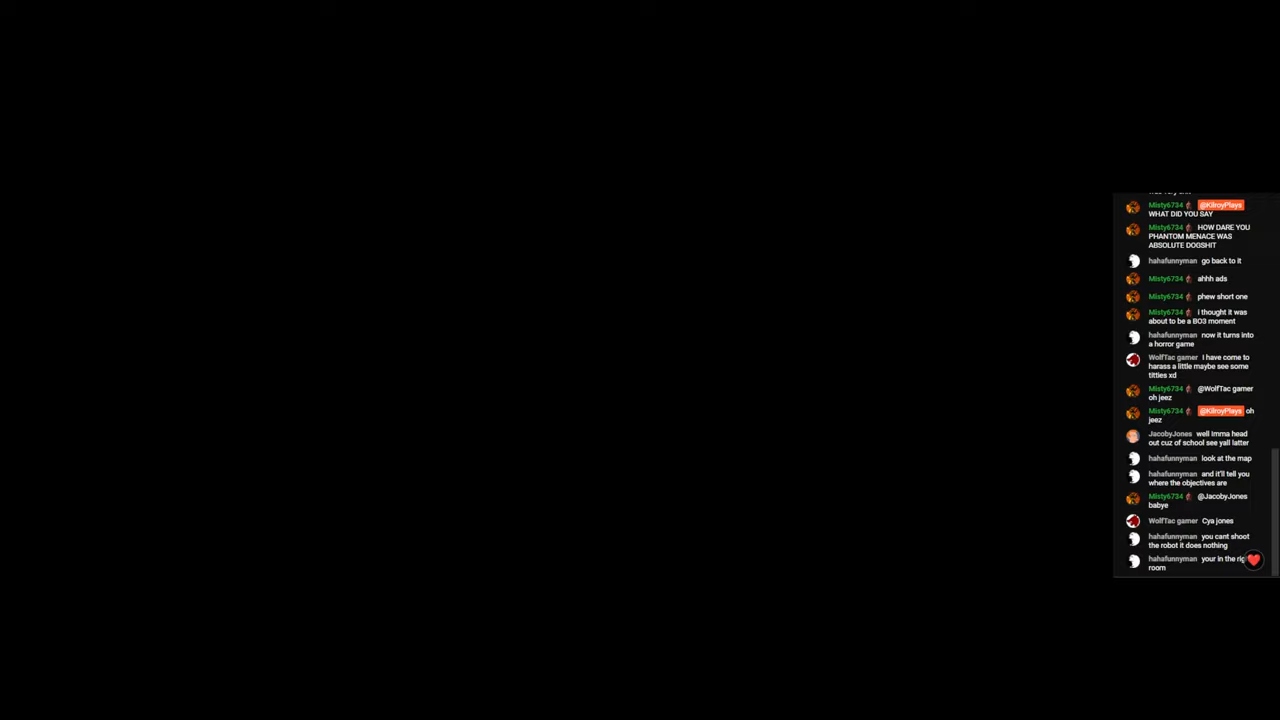 Misty6734 @KilroyPlays
WHAT DID YOU SAY
Misty6734 HOW DARE YOU
PHANTOM MENACE WAS
ABSOLUTE DOGSHIT
hahafunnyman go back to it
Misty6734 ahhh ads
Misty6734 phew short one
Misty6734 i thought it was
about to be a BO3 moment
hahafunnyman now it turns into
a horror game
WolfTac gamer I have come to
harass a little maybe see some
titties xd
Misty6734 @WolfTac gamer
oh jeez
Misty6734 @KilroyPlays oh
jeez
JacobyJones well Imma head
out cuz of school see yall latter
hahafunnyman look at the map
hahafunnyman and it'll tell you
where the objectives are
Misty6734 @JacobyJones
babye
WolfTac gamer Cya jones
hahafunnyman you cant shoot
the robot it does nothing
hahafunnyman your in the
room